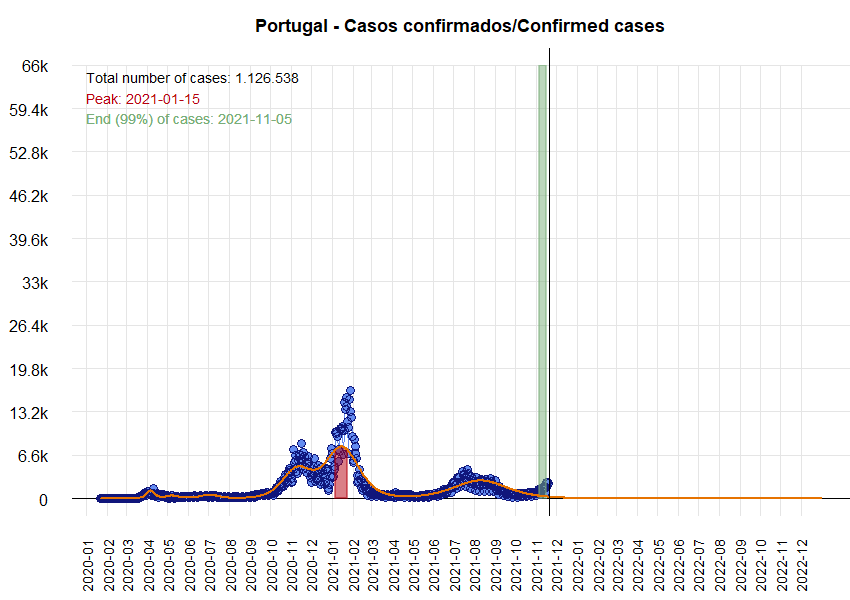 Portugal - Casos confirmados/Confirmed cases
66k
Total number of cases: 1.126.538
Peak: 2021-01-15
59.4k
End (99%) of cases: 2021-11-05
52.8k
46.2k
39.6k
33k
26.4k
19.8k
13.2k
6.6k
0
2020-01
2020-02
2020-03
2020-04
2020-05
2020-06
2020-07
2020-08
2020-09
2020-10
2020-11
2020-12
2021-01
2021-02
2021-03
2021-04
2021-05
2021-06
2021-07
2021-08
2021-09
2021-10
2021-11
2021-12
2022-01
2022-02
2022-03
2022-04
2022-05
2022-06
2022-07
2022-08
2022-09
2022-10
2022-11
2022-12